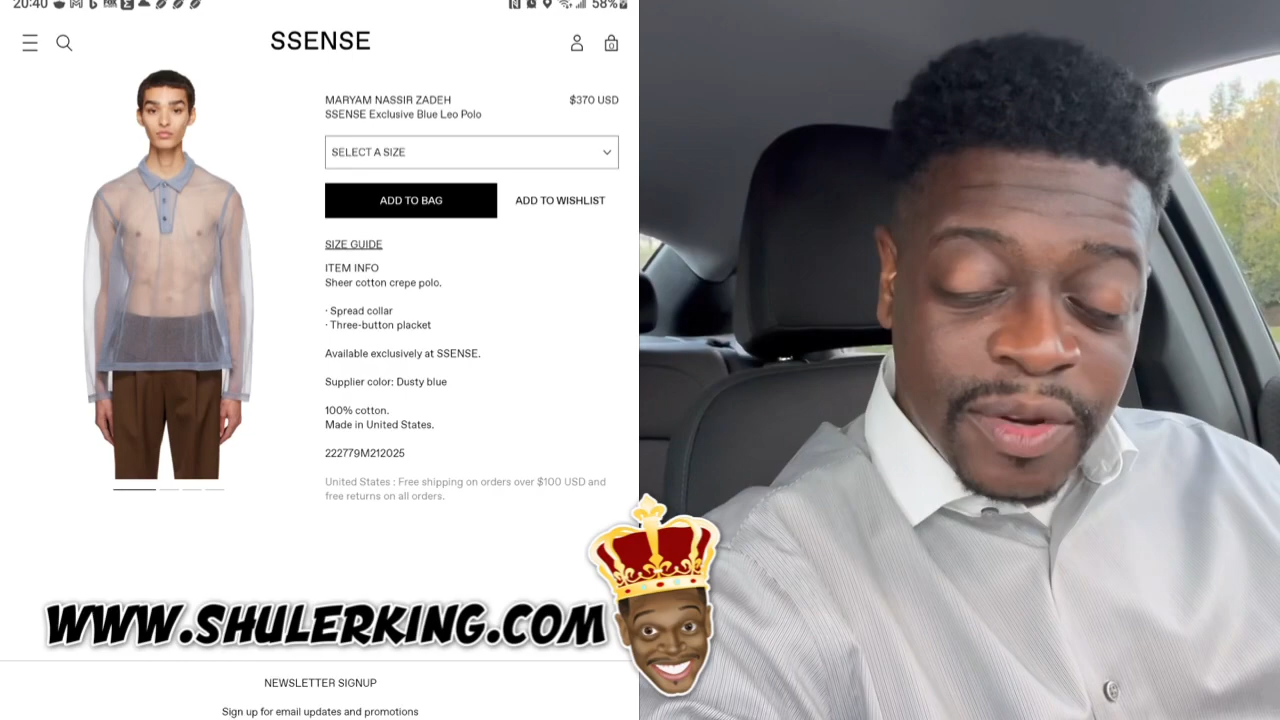 20:40
58%
SSENSE
0
MARYAM NASSIR ZADEH
$370 USD
SSENSE Exclusive Blue Leo Polo
SELECT A SIZE
ADD TO BAG
ADD TO WISHLIST
SIZE GUIDE
ITEM INFO
Sheer cotton crepe polo.
· Spread collar
· Three-button placket
Available exclusively at SSENSE.
Supplier color: Dusty blue
100% cotton.
Made in United States.
222779M212025
United States : Free shipping on orders over $100 USD and
free returns on all orders.
WWW.SHULERKING.COM
NEWSLETTER SIGNUP
Sign up for email updates and promotions